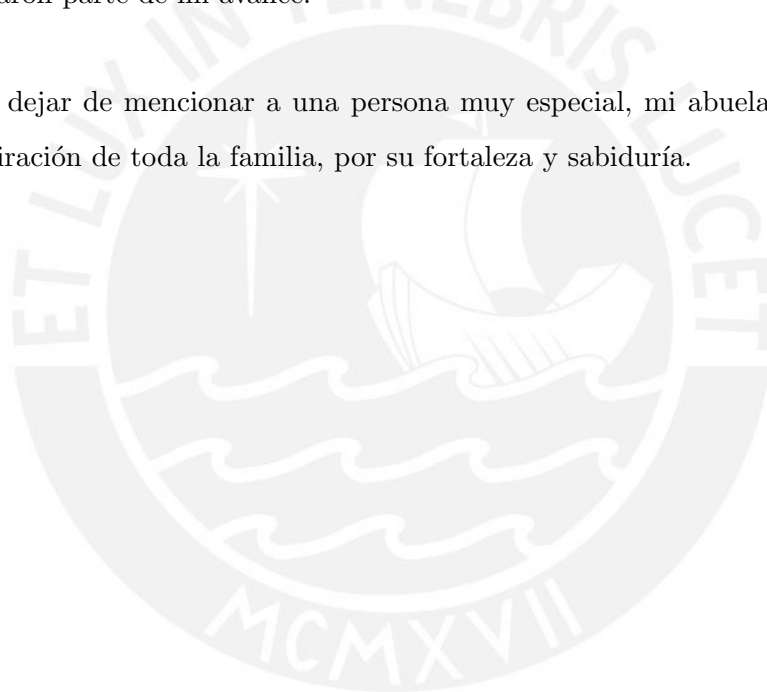 parte de mi avance.
dejar de mencionar a una persona muy especial, mi abuela
de toda la familia, por su fortaleza y sabiduría.
ET LUX IN TENEBRIS LUCET
MCMXVII